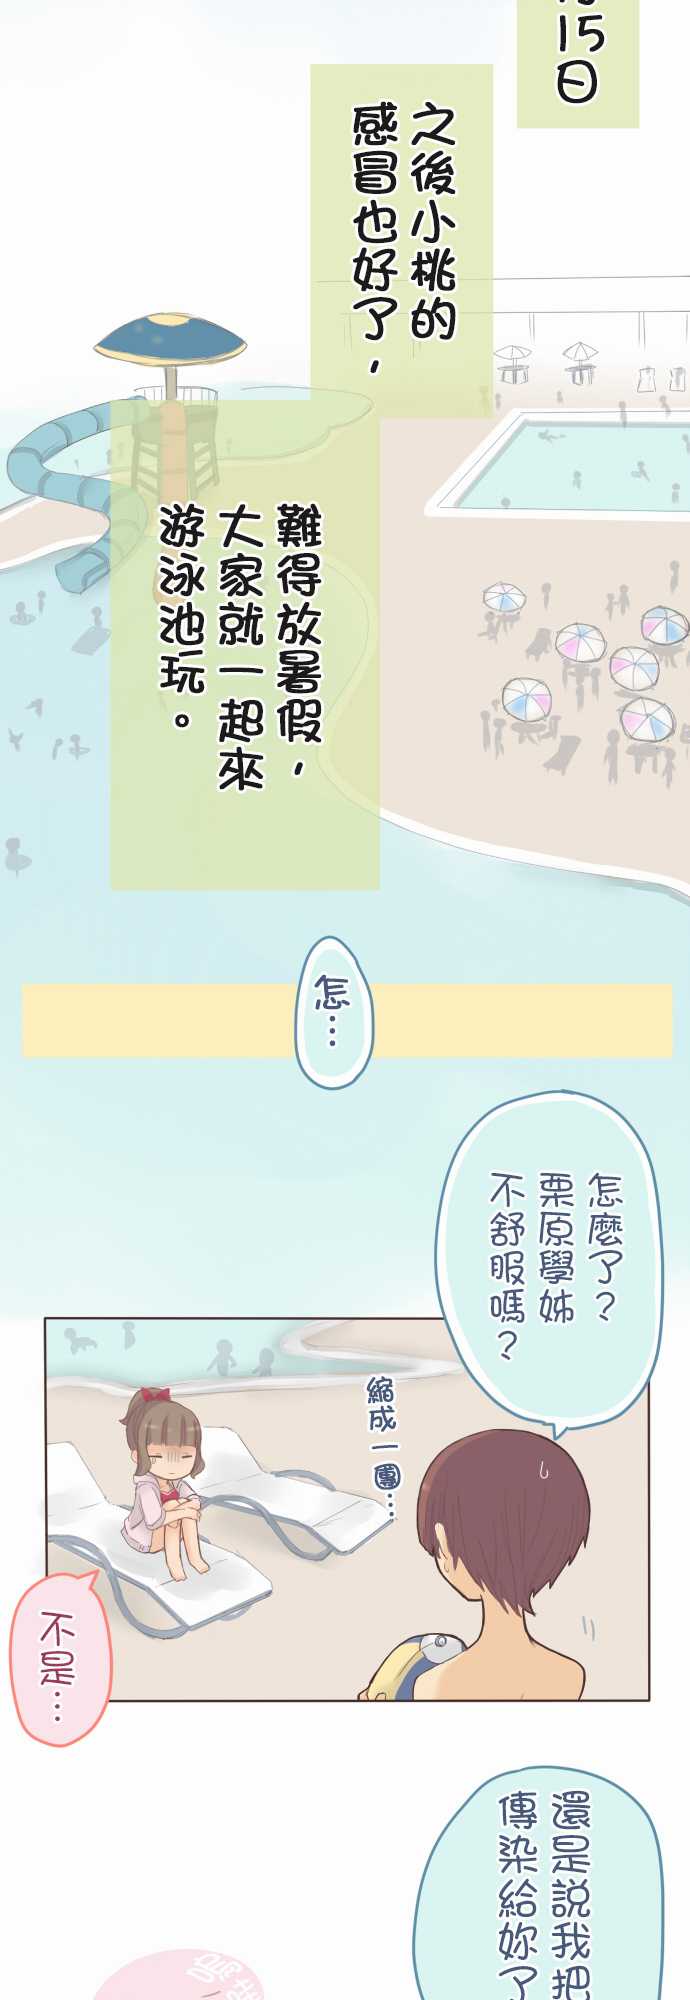 15日
之後小桃的
感冒也好了，
難得放暑假，
大家就一起來
游泳池玩。
怎…
怎麼了？
栗原學姊
不舒服嗎？
縮成一團…
不是…
還是說我把
傳染給妳了